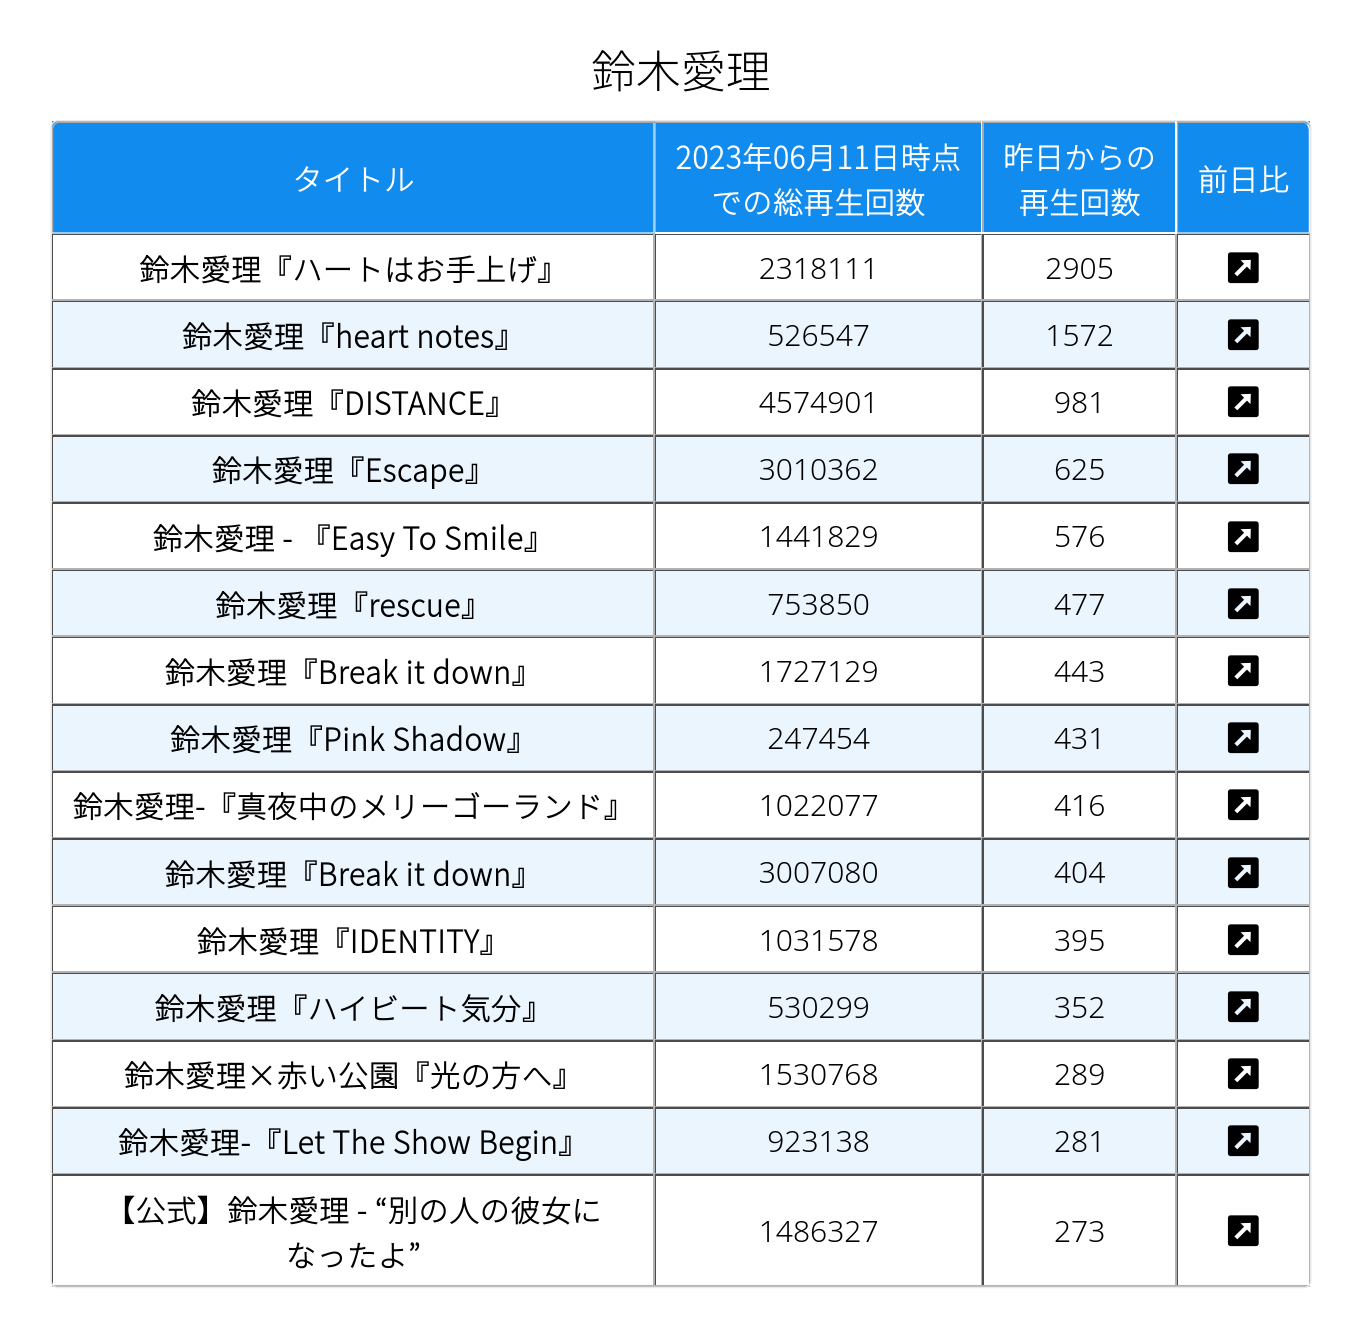 鈴木愛理
タイトル
2023年06月11日時点
での総再生回数
昨日からの
再生回数
前日比
鈴木愛理『ハートはお手上げ』 2318111 2905
鈴木愛理『heart notes』 526547 1572
鈴木愛理『DISTANCE』 4574901 981
鈴木愛理『Escape』 3010362 625
鈴木愛理 - 『Easy To Smile』 1441829 576
鈴木愛理『rescue』 753850 477
鈴木愛理『Break it down』 1727129 443
鈴木愛理『Pink Shadow』 247454 431
鈴木愛理-『真夜中のメリーゴーランド』 1022077 416
鈴木愛理『Break it down』 3007080 404
鈴木愛理『IDENTITY』 1031578 395
鈴木愛理『ハイビート気分』 530299 352
鈴木愛理×赤い公園『光の方へ』 1530768 289
鈴木愛理-『Let The Show Begin』 923138 281
【公式】鈴木愛理 - “別の人の彼女に
なったよ” 1486327 273